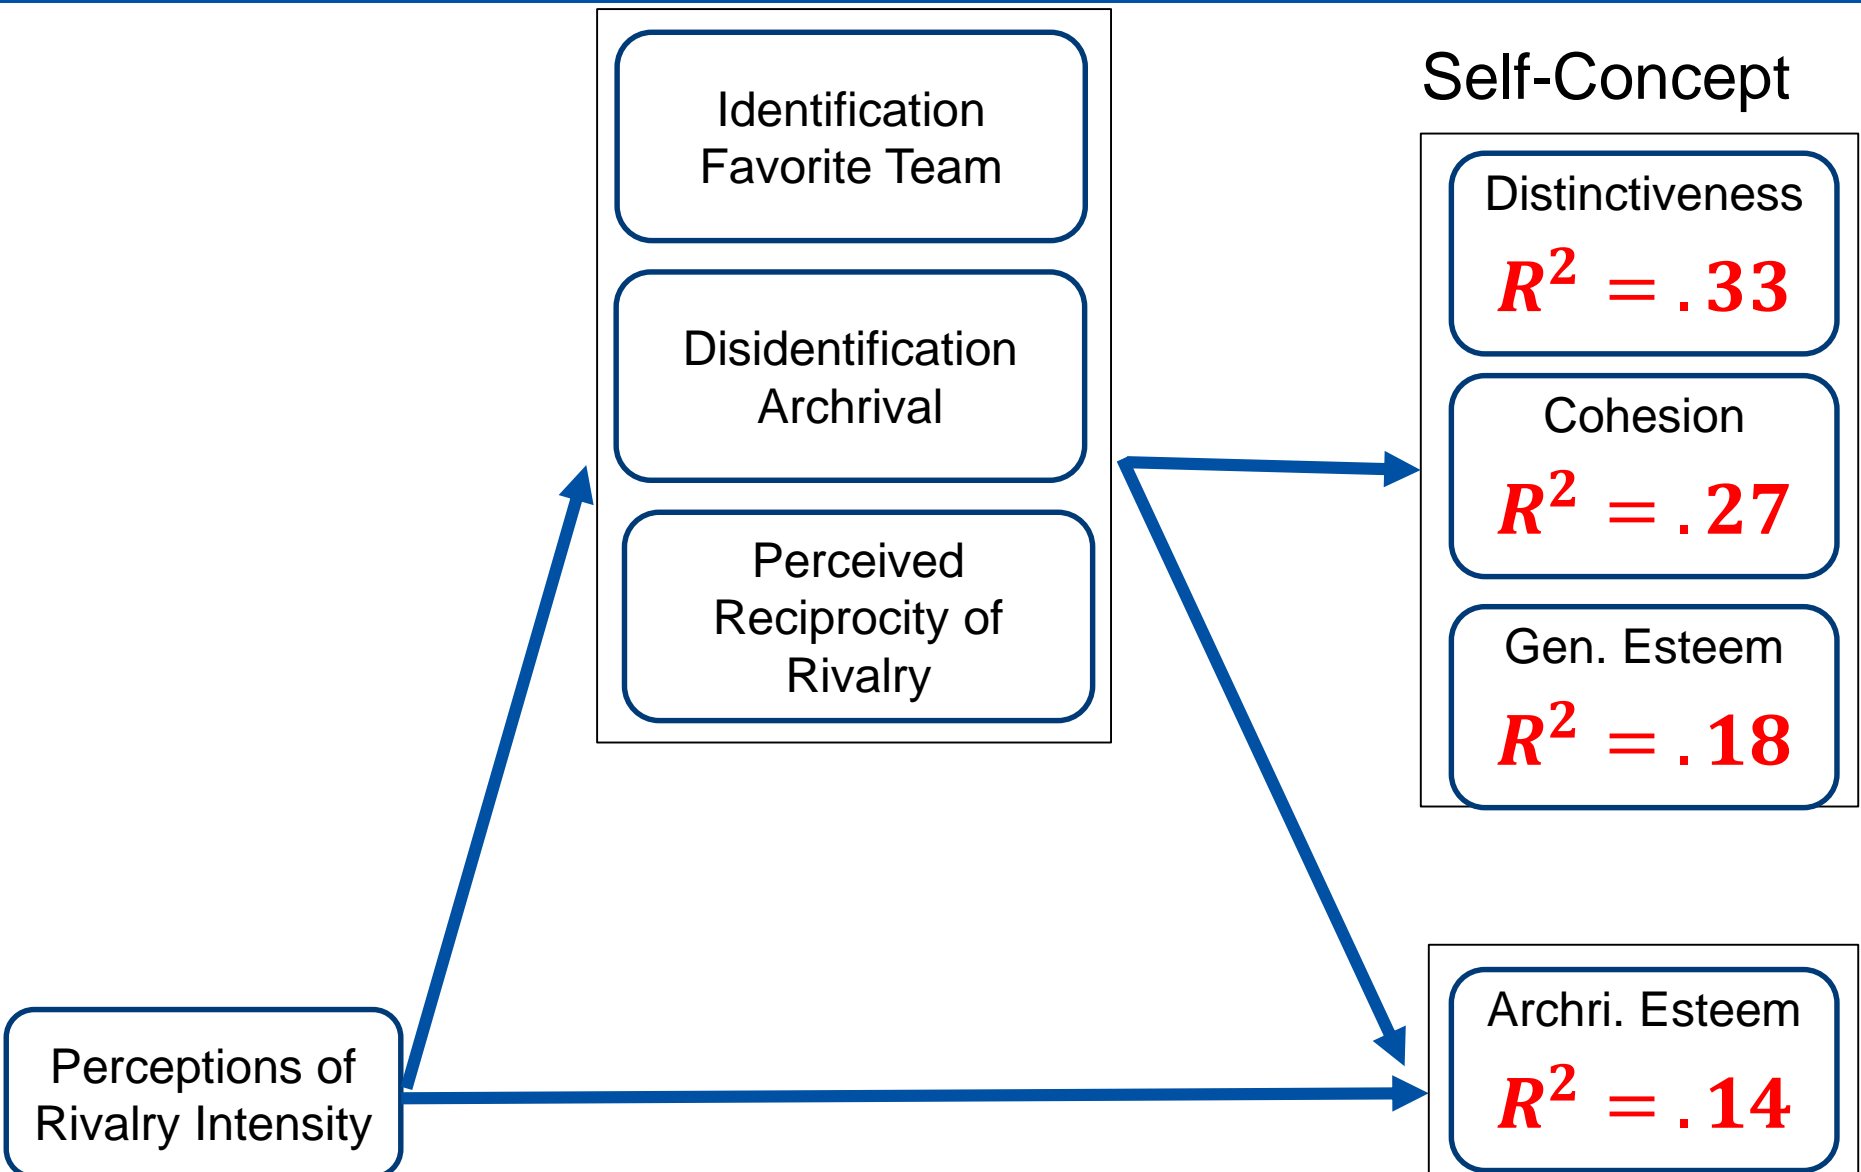 Identification
Favorite Team
Disidentification
Archrival
Perceived
Reciprocity of
Rivalry
Self-Concept
Distinctiveness
R² = .33
Cohesion
R² = .27
Gen. Esteem
R² = .18
Archri. Esteem
R² = .14
Perceptions of
Rivalry Intensity